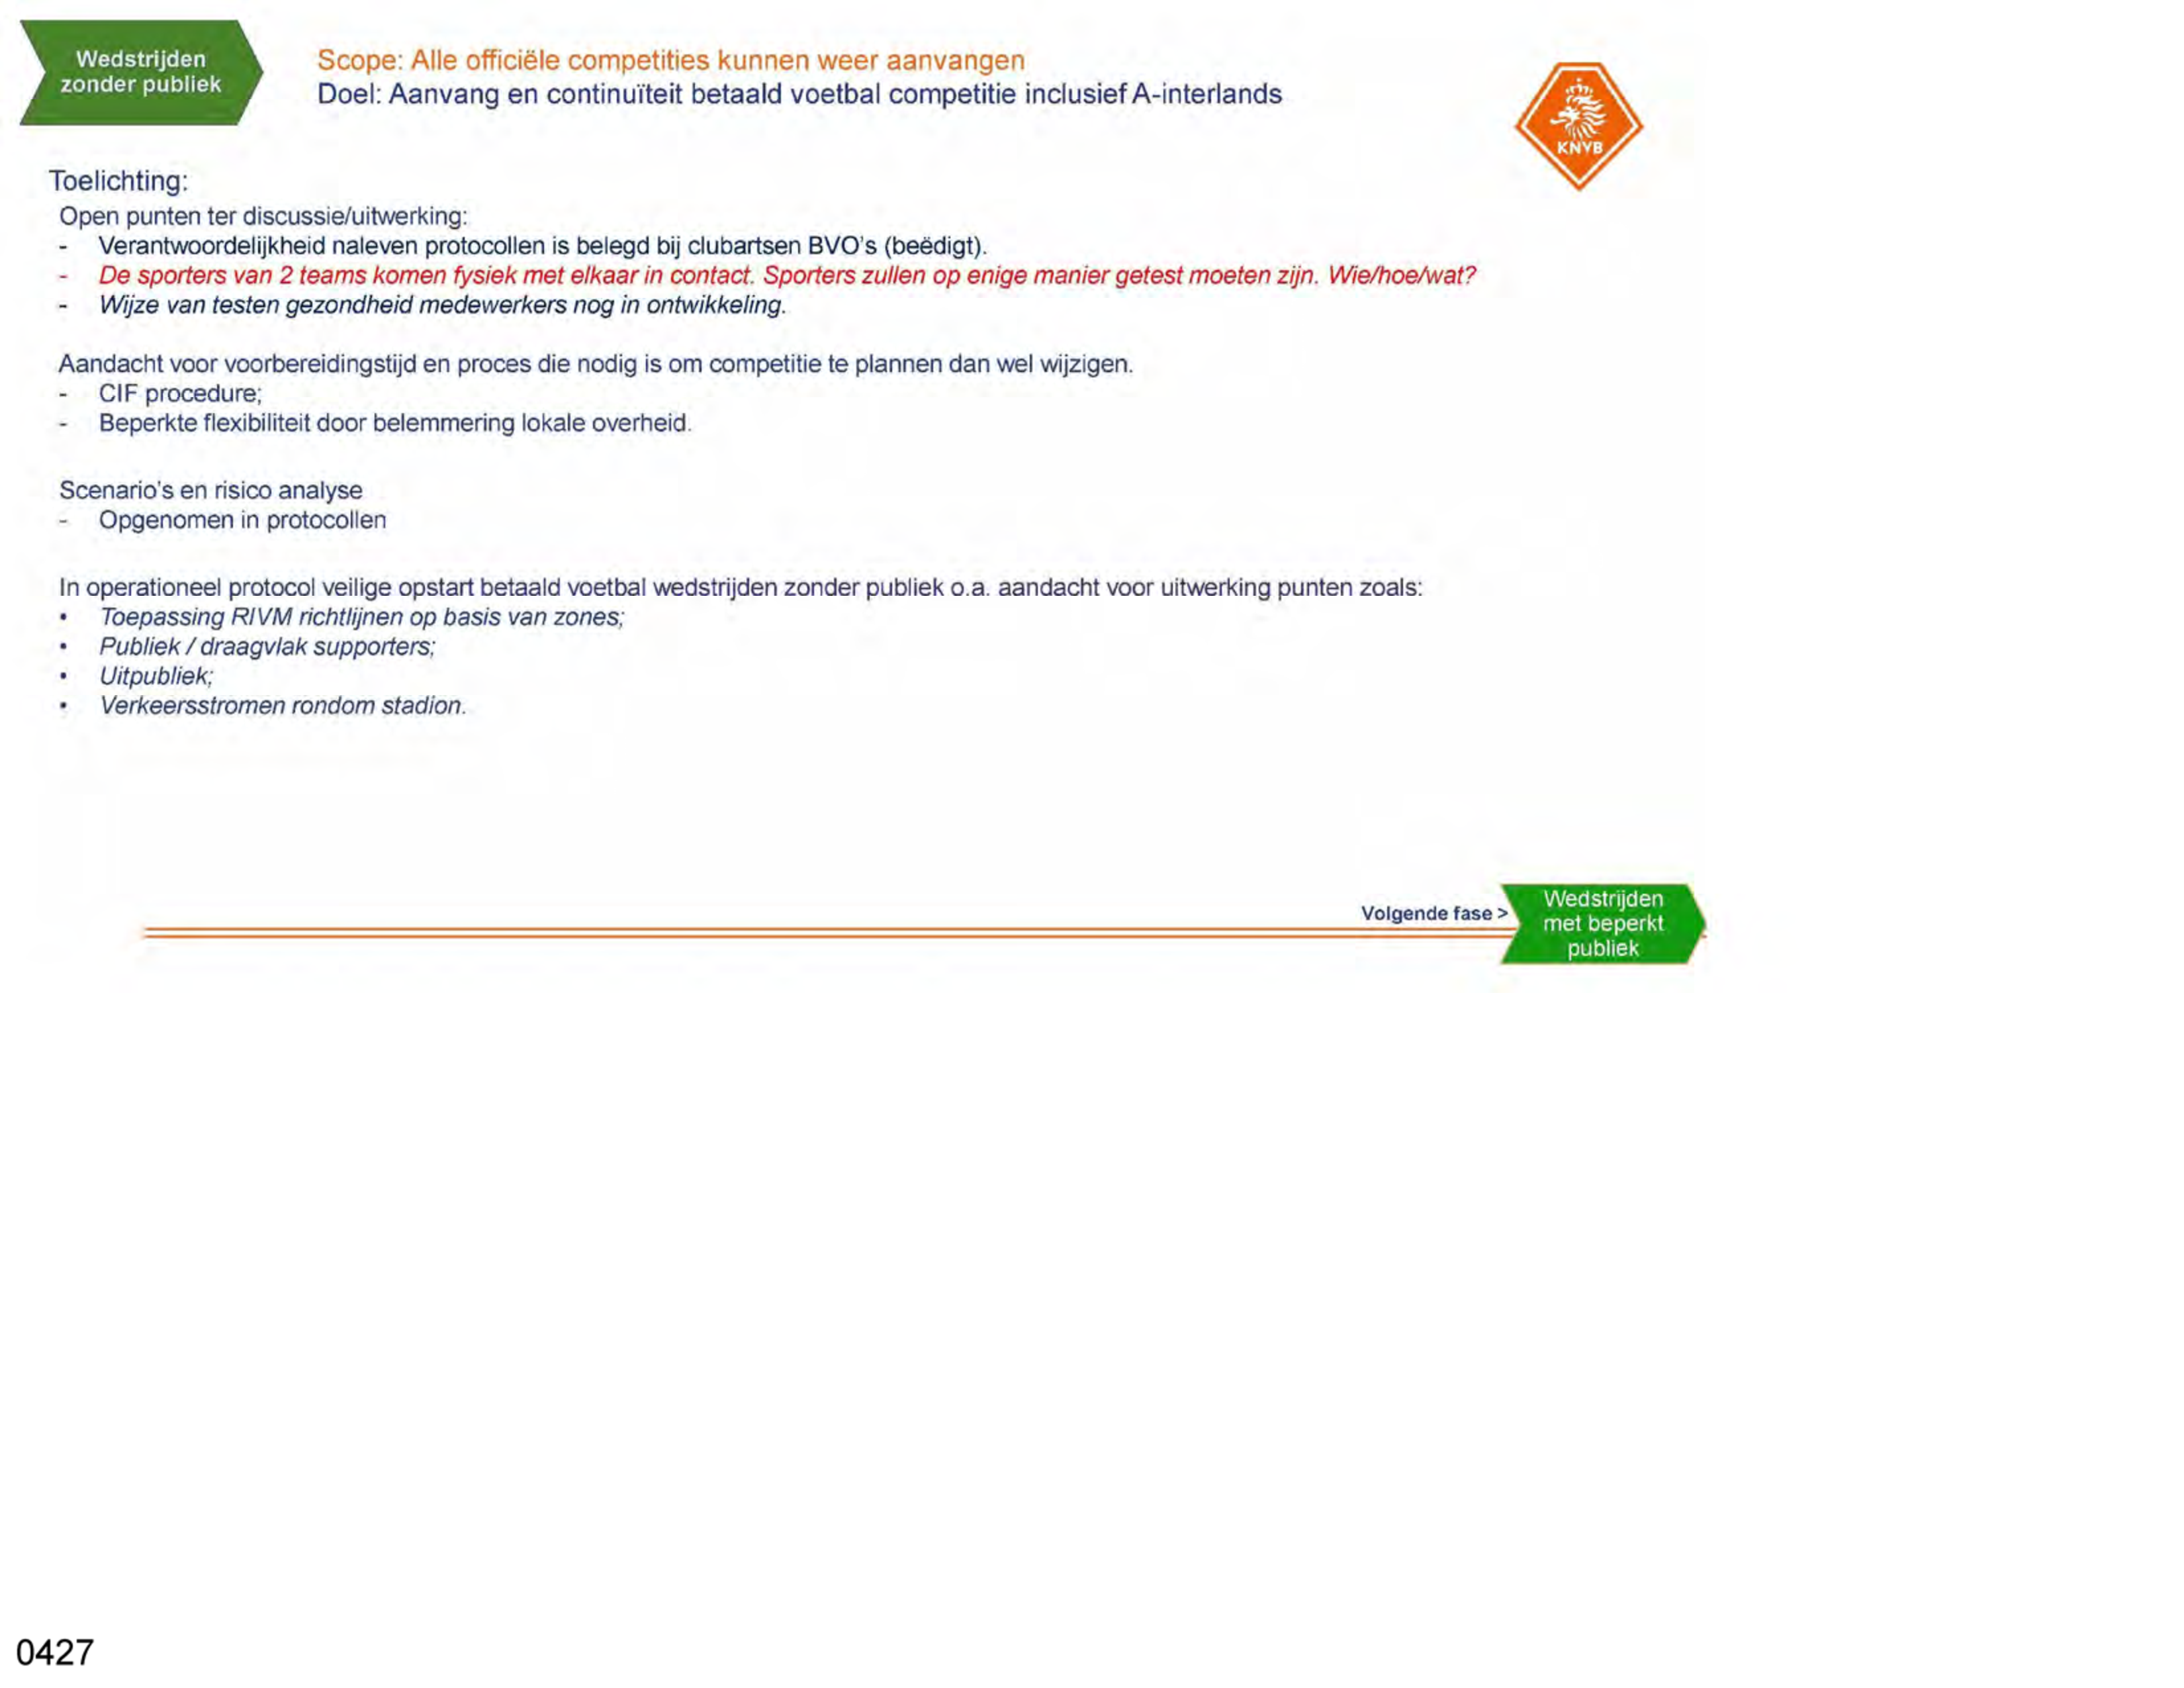 Wedstrijden
zonder publiek
Scope: Alle officiële competities kunnen weer aanvangen
Doel: Aanvang en continuïteit betaald voetbal competitie inclusief A-interlands
KNVB
Toelichting:
Open punten ter discussie/uitwerking:
- Verantwoordelijkheid naleven protocollen is belegd bij clubartsen BVO's (beëdigt).
- De sporters van 2 teams komen fysiek met elkaar in contact. Sporters zullen op enige manier getest moeten zijn. Wie/hoe/wat?
- Wijze van testen gezondheid medewerkers nog in ontwikkeling.
Aandacht voor voorbereidingstijd en proces die nodig is om competitie te plannen dan wel wijzigen.
- CIF procedure;
- Beperkte flexibiliteit door belemmering lokale overheid.
Scenario's en risico analyse
- Opgenomen in protocollen
In operationeel protocol veilige opstart betaald voetbal wedstrijden zonder publiek o.a. aandacht voor uitwerking punten zoals:
• Toepassing RIVM richtlijnen op basis van zones;
• Publiek / draagvlak supporters;
• Uitpubliek;
• Verkeersstromen rondom stadion.
Volgende fase >
Wedstrijden
met beperkt
publiek
0427